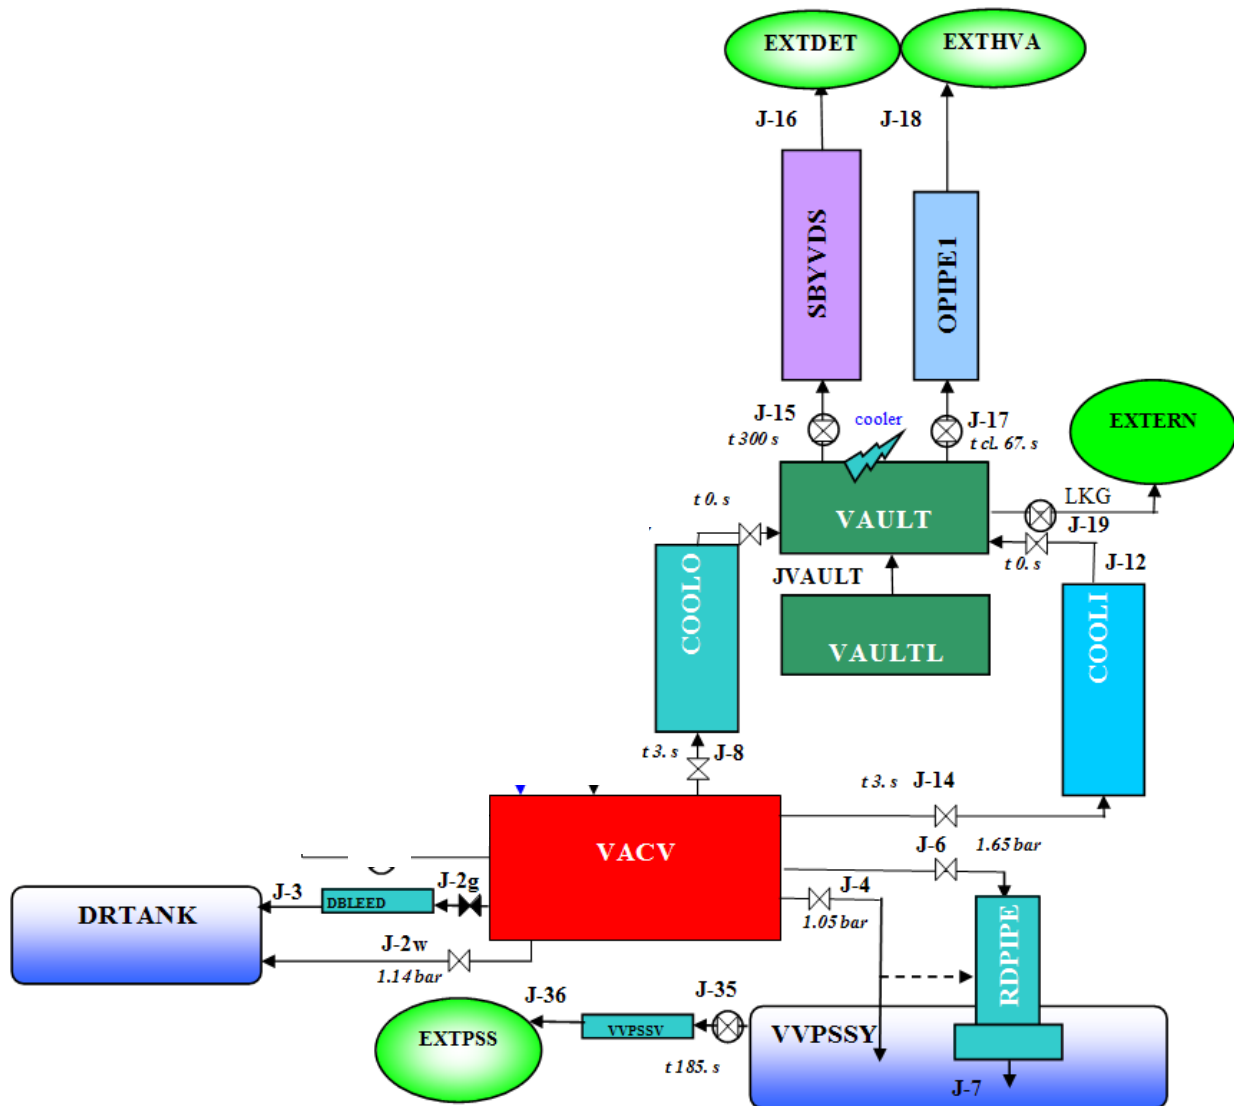 EXTDET
EXTHVA
J-16
J-18
SBYVDS
OPIPE1
J-15
t 300 s
cooler
J-17
t cl. 67. s
EXTERN
LKG
J-19
t 0. s
VAULT
t 0. s
J-12
JVAULT
COOLO
VAULTL
COOLI
t 3. s
J-8
t 3. s
J-14
VACV
J-6
1.65 bar
J-4
1.05 bar
J-3
DBLEED
J-2g
DRTANK
J-2w
1.14 bar
RDPIPE
J-36
J-35
VVPSSV
VVPSSY
EXTPSS
t 185. s
J-7